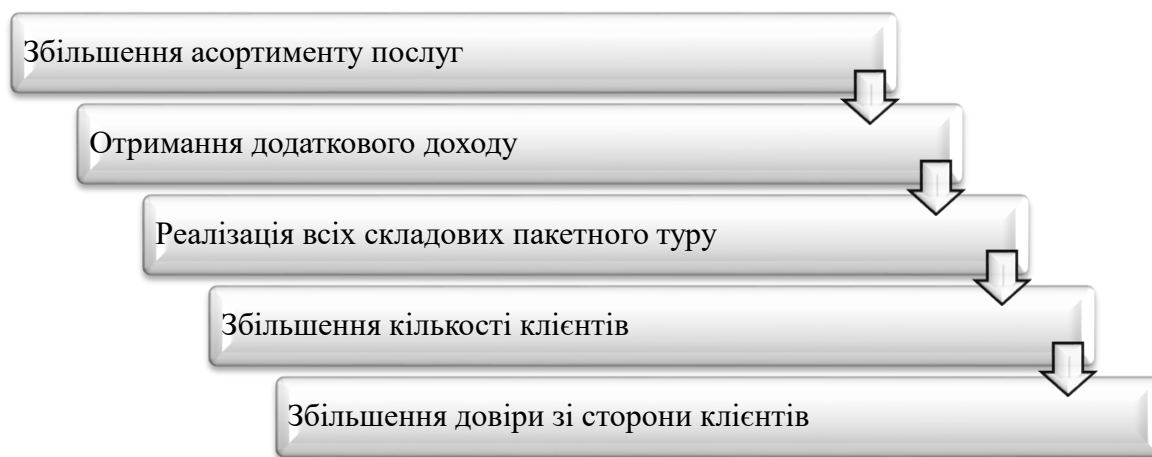 Збільшення асортименту послуг
Отримання додаткового доходу
Реалізація всіх складових пакетного туру
Збільшення кількості клієнтів
Збільшення довіри зі сторони клієнтів